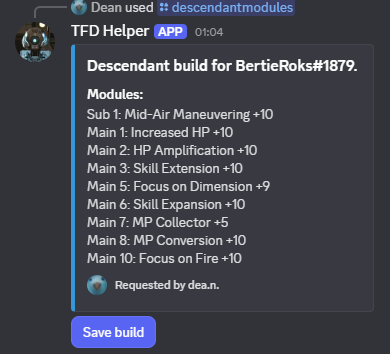 Dean used descendantmodules
TFD Helper APP 01:04
Descendant build for BertieRoks#1879.
Modules:
Sub 1: Mid-Air Maneuvering +10
Main 1: Increased HP +10
Main 2: HP Amplification +10
Main 3: Skill Extension +10
Main 5: Focus on Dimension +9
Main 6: Skill Expansion +10
Main 7: MP Collector +5
Main 8: MP Conversion +10
Main 10: Focus on Fire +10
Requested by dea.n.
Save build